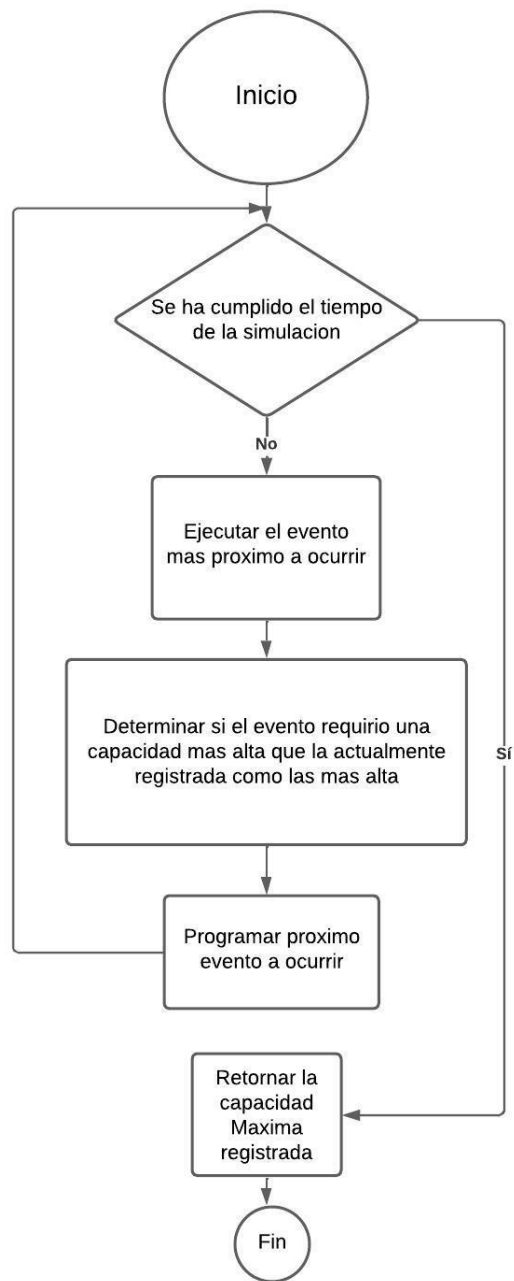 Inicio
Se ha cumplido el tiempo
de la simulacion
No
Ejecutar el evento
mas proximo a ocurrir
Determinar si el evento requirio una
capacidad mas alta que la actualmente
registrada como las mas alta
Sí
Programar proximo
evento a ocurrir
Retornar la
capacidad
Maxima
registrada
Fin